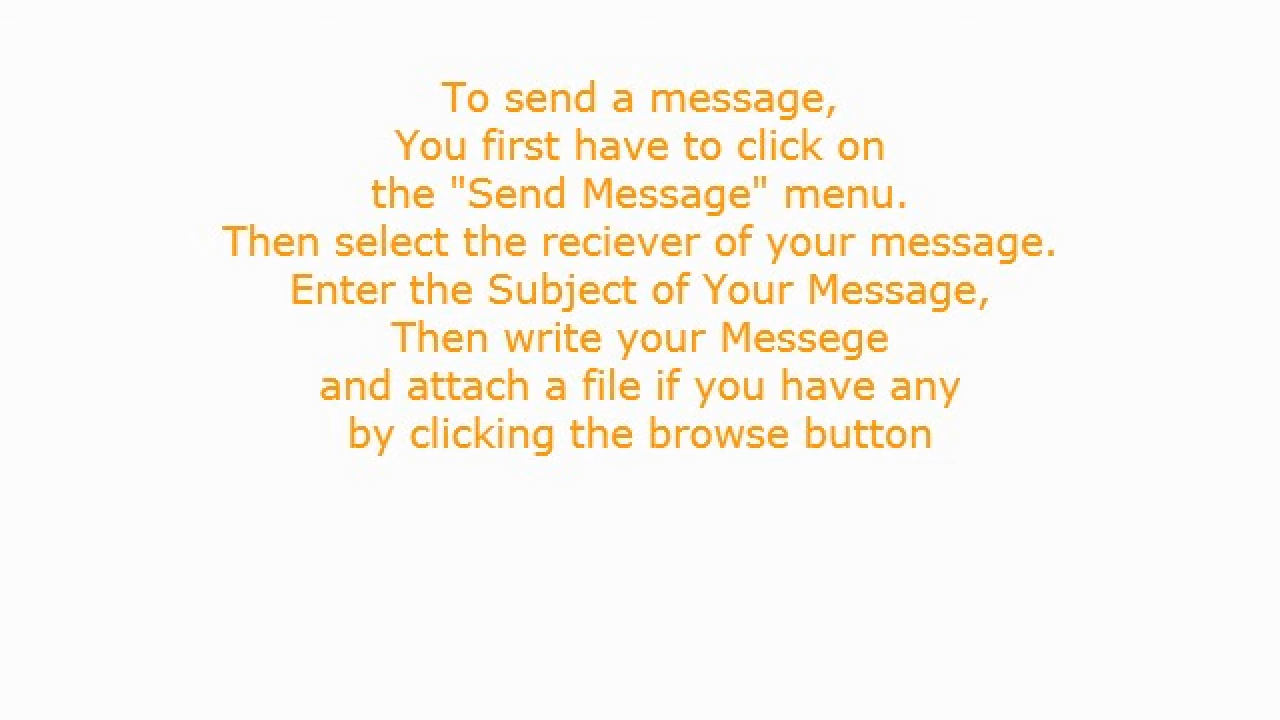 To send a message,
You first have to click on
the "Send Message" menu.
Then select the reciever of your message.
Enter the Subject of Your Message,
Then write your Messege
and attach a file if you have any
by clicking the browse button